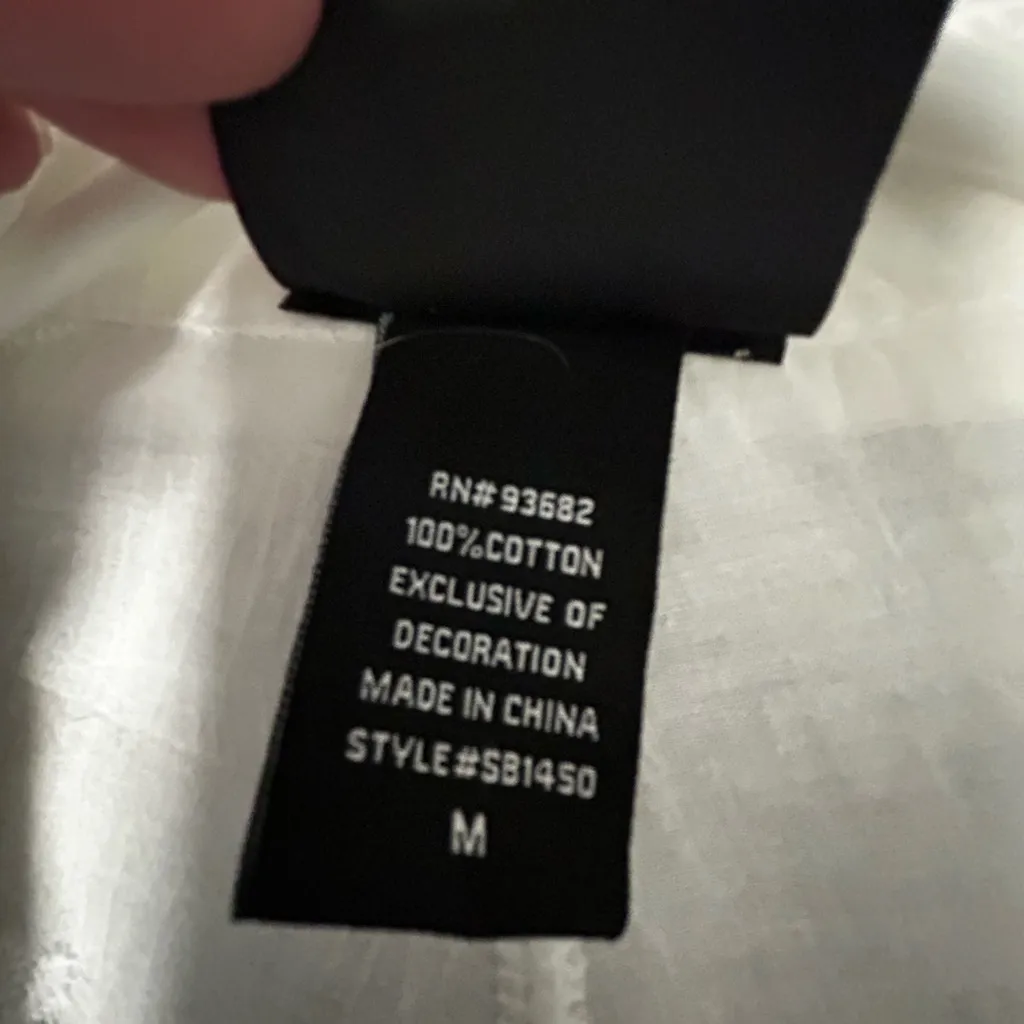 RN# 93682
100%COTTON
EXCLUSIVE OF
DECORATION
MADE IN CHINA
STYLE#SB1450
M